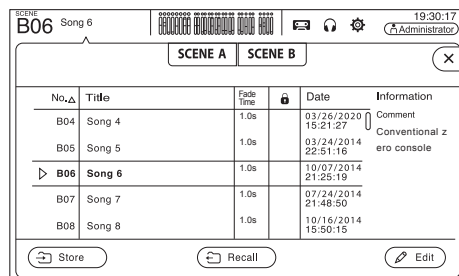 SCENE
B06 Song 6
19:30:17
Administrator
SCENE A SCENE B
No. Title Fade Time Date Information
B04 Song 4 1.0s 03/26/2020 15:21:27 Comment
B05 Song 5 1.0s 03/24/2014 22:51:16 Conventional z
ero console
B06 Song 6 1.0s 10/07/2014 21:25:19
B07 Song 7 1.0s 07/24/2014 21:48:50
B08 Song 8 1.0s 10/16/2014 15:50:15
Store Recall Edit